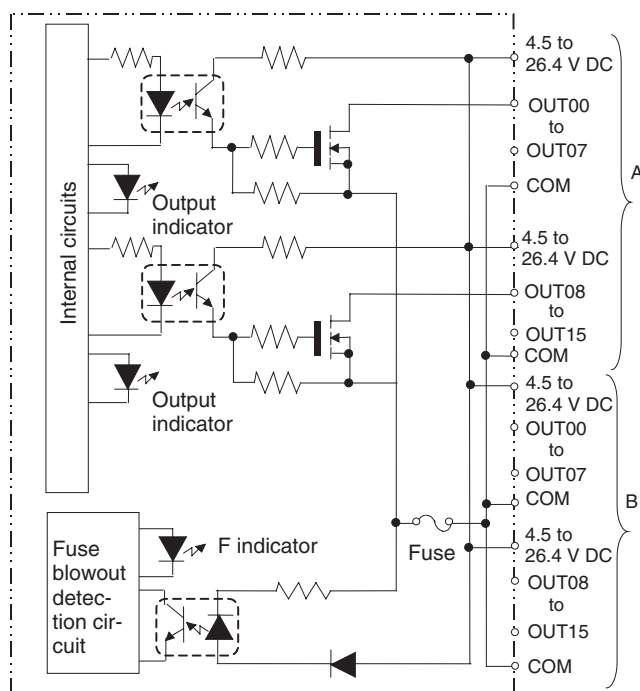 Internal circuits
Output
indicator
Output
indicator
Fuse
blowout
detec-
tion cir-
cuit
F indicator
Fuse
4.5 to
26.4 V DC
OUT00
to
OUT07
COM
4.5 to
26.4 V DC
OUT08
to
OUT15
COM
A
4.5 to
26.4 V DC
OUT00
to
OUT07
COM
4.5 to
26.4 V DC
OUT08
to
OUT15
COM
B